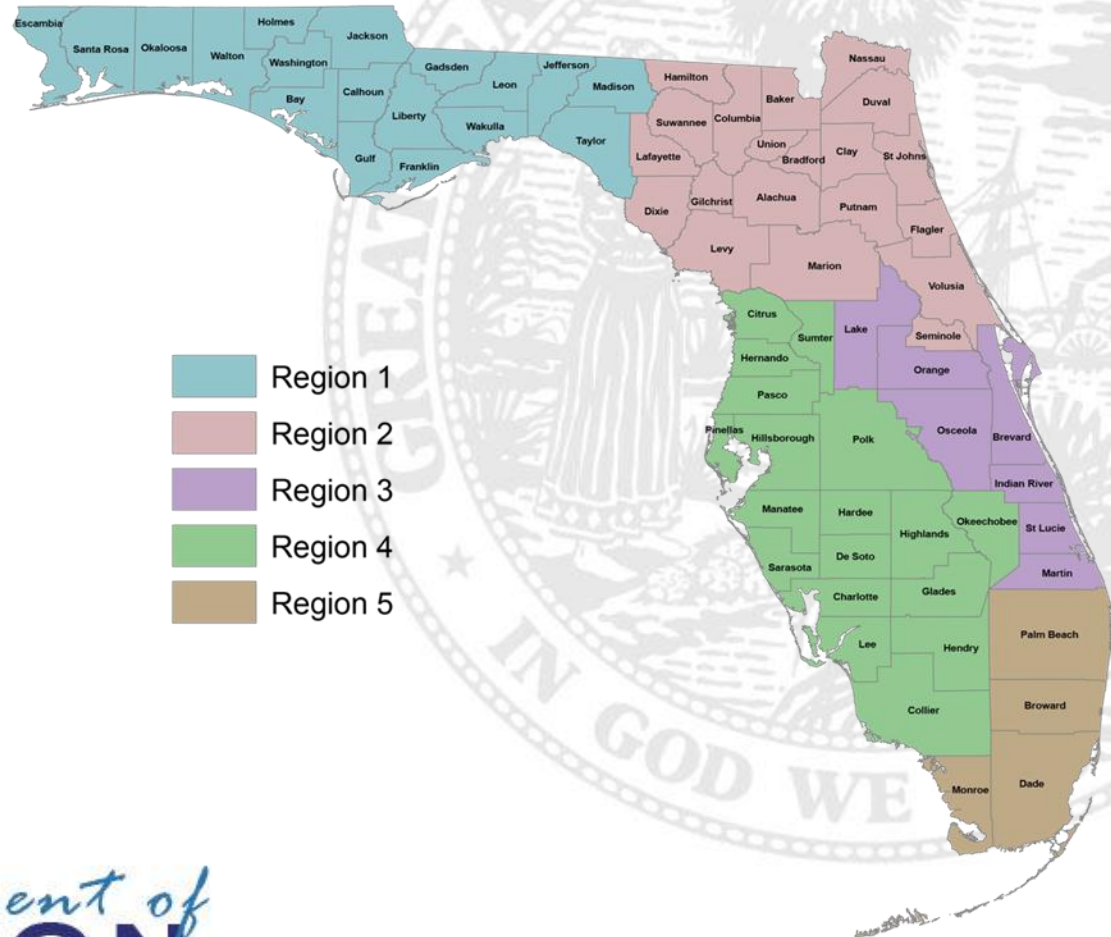 Escambia
Santa Rosa
Okaloosa
Walton
Holmes
Washington
Jackson
Bay
Calhoun
Gulf
Liberty
Franklin
Gadsden
Leon
Wakulla
Jefferson
Madison
Taylor
Hamilton
Suwannee
Columbia
Lafayette
Dixie
Gilchrist
Baker
Union
Bradford
Alachua
Levy
Marion
Nassau
Duval
Clay
St Johns
Putnam
Flagler
Volusia
Seminole
Citrus
Sumter
Hernando
Pasco
Pinellas
Hillsborough
Polk
Lake
Orange
Osceola
Brevard
Indian River
Manatee
Hardee
Highlands
Okeechobee
St Lucie
Sarasota
De Soto
Martin
Charlotte
Glades
Lee
Hendry
Collier
Palm Beach
Broward
Monroe
Dade
Region 1
Region 2
Region 3
Region 4
Region 5
GREA
IN GOD WE
ent of
ON